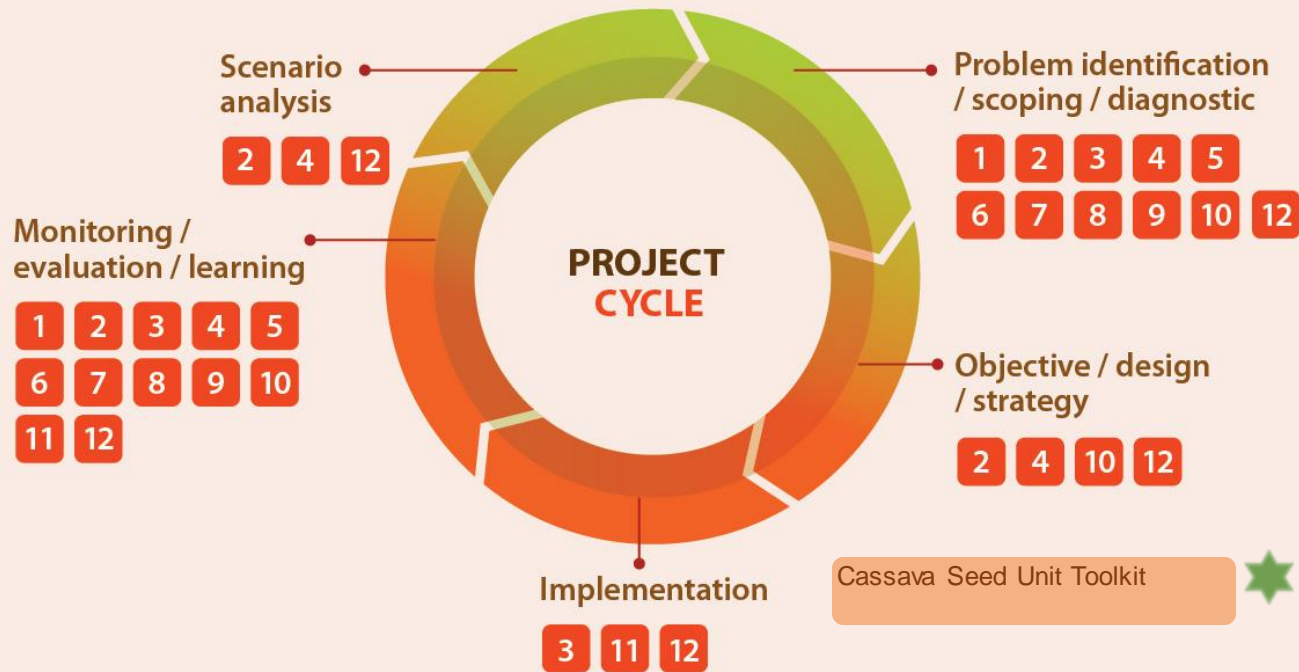 Scenario
analysis
2 4 12
Problem identification
/ scoping / diagnostic
1 2 3 4 5
6 7 8 9 10 12
Monitoring /
evaluation / learning
1 2 3 4 5
6 7 8 9 10
11 12
PROJECT
CYCLE
Objective / design
/ strategy
2 4 10 12
Implementation
3 11 12
Cassava Seed Unit Toolkit